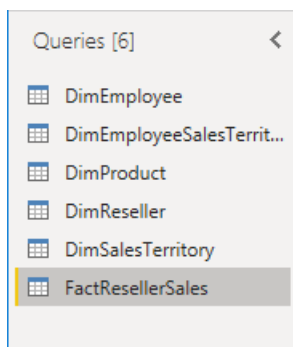 Queries [6]
DimEmployee
DimEmployeeSalesTerrit...
DimProduct
DimReseller
DimSalesTerritory
FactResellerSales